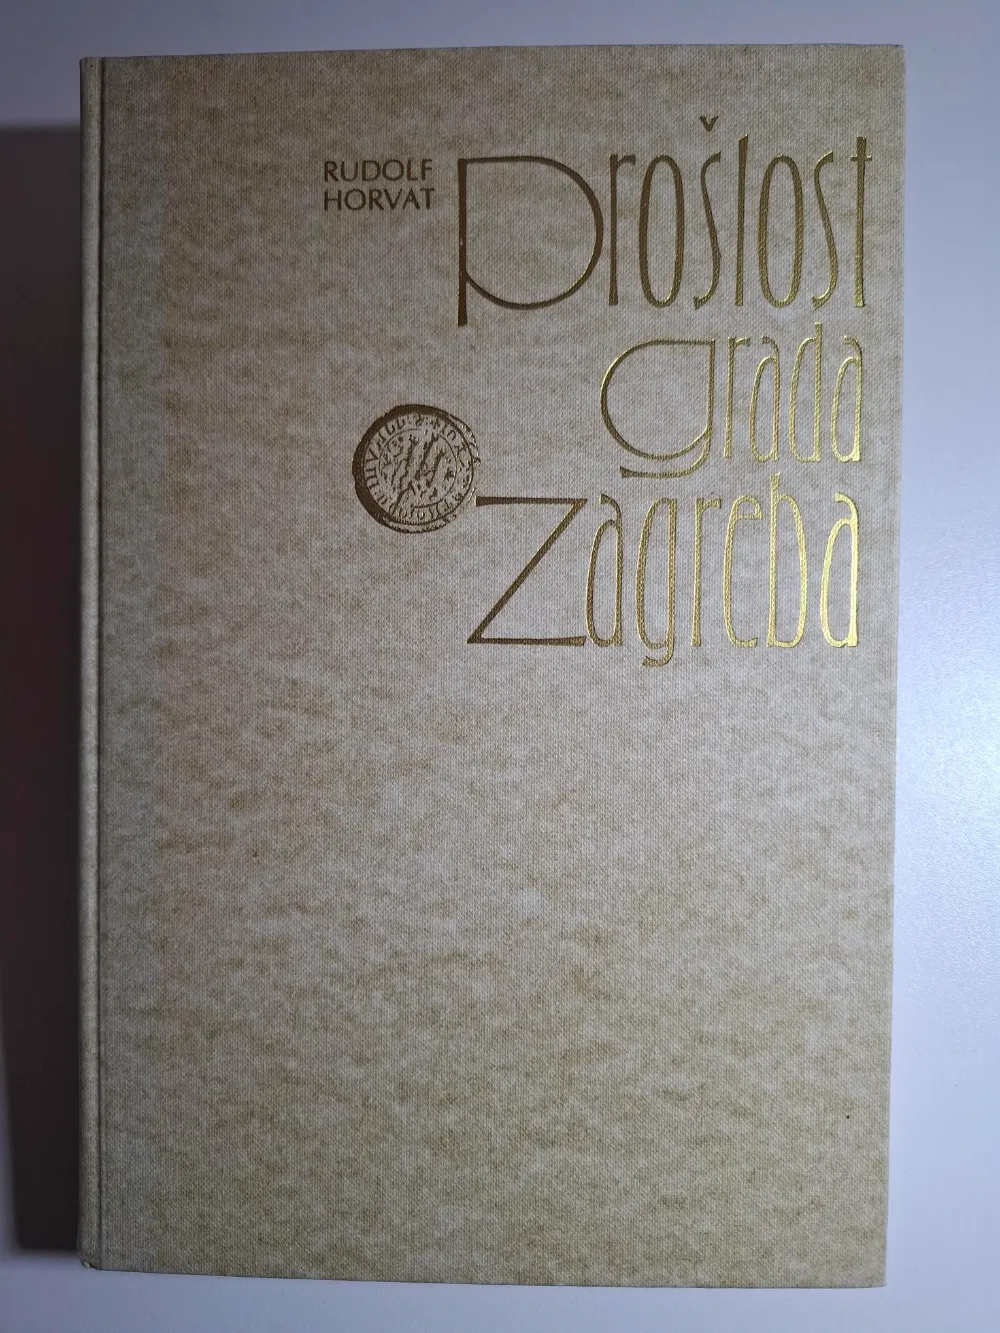 RUDOLF
HORVAT
Prošlost
grada
Zagreba